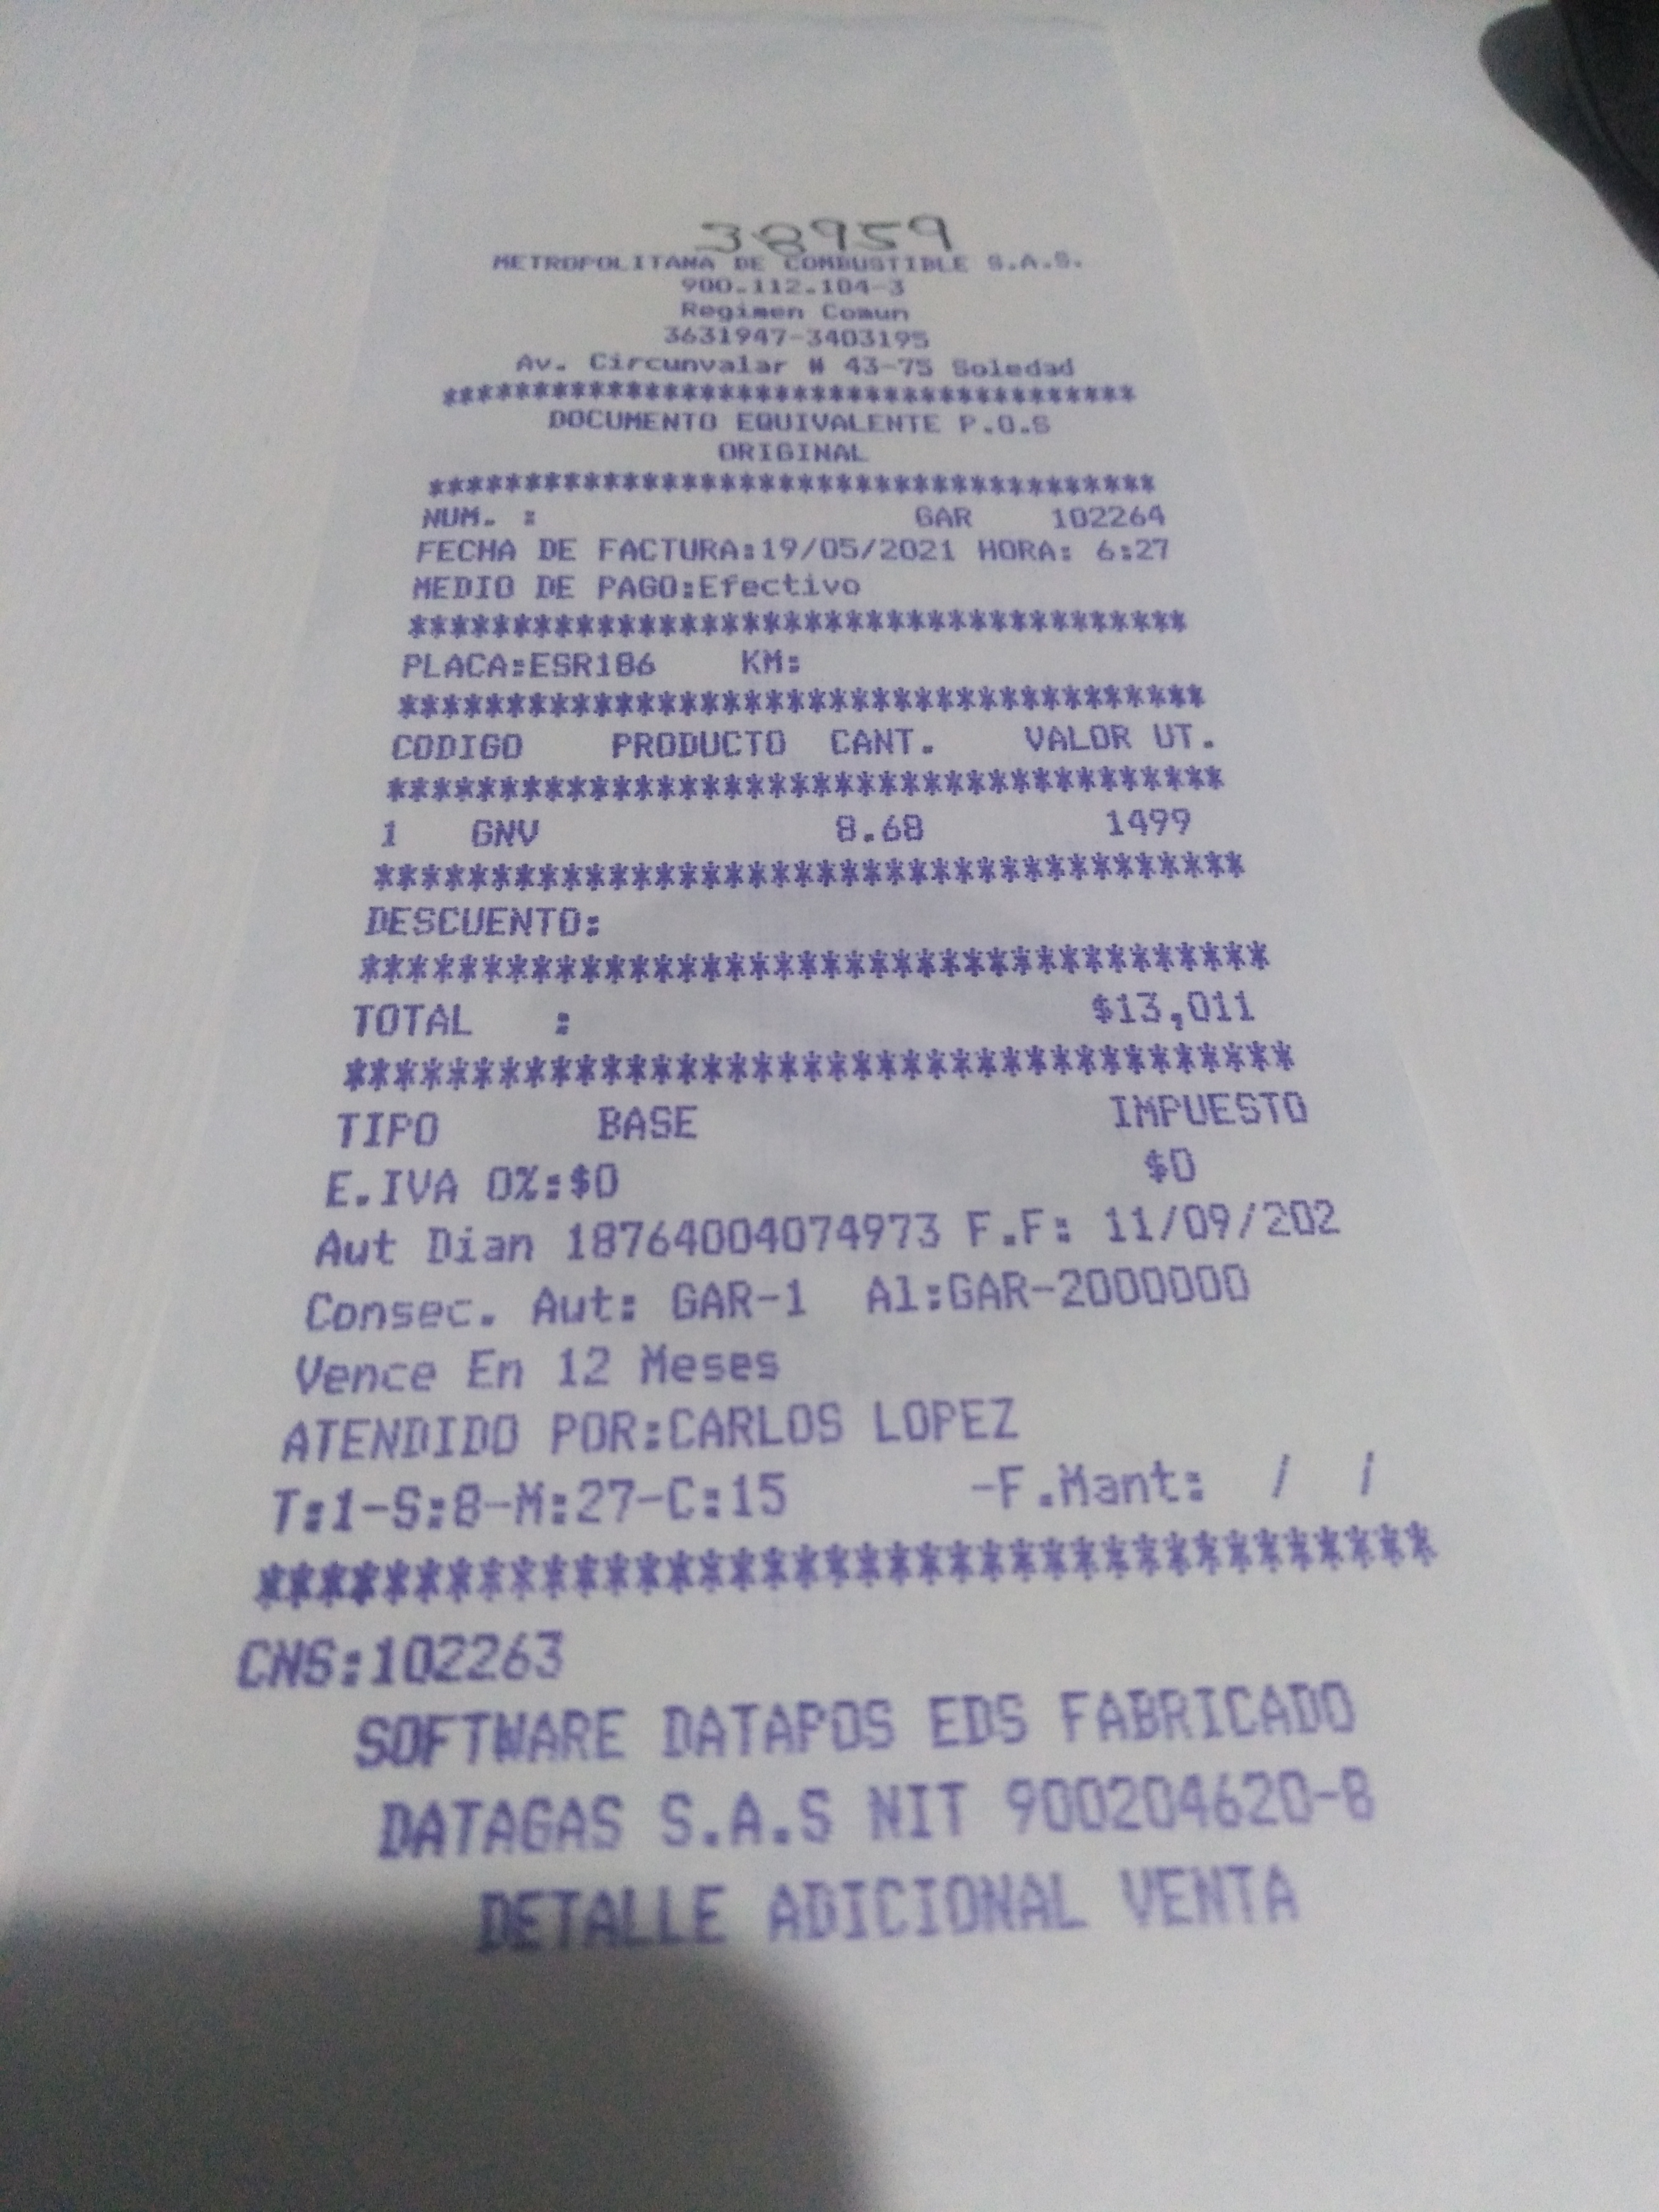 38959
METROPOLITANA DE COMBUSTIBLE S.A.S.
900.112.104-3
Regimen Comun
3631947-3403195
Av. Circunvalar # 43-75 Soledad
***********************************
DOCUMENTO EQUIVALENTE P.O.S
ORIGINAL
***********************************
NUM. : GAR 102264
FECHA DE FACTURA:19/05/2021 HORA: 6:27
MEDIO DE PAGO:Efectivo
***********************************
PLACA:ESR186 KM:
***********************************
CODIGO PRODUCTO CANT. VALOR UT.
***********************************
1 GNV 8.68 1499
***********************************
DESCUENTO:
***********************************
TOTAL : $13,011
***********************************
TIPO BASE IMPUESTO
E.IVA 0%:$0 $0
Aut Dian 18764004074973 F.F: 11/09/202
Consec. Aut: GAR-1 Al:GAR-2000000
Vence En 12 Meses
ATENDIDO POR:CARLOS LOPEZ
T:1-S:8-M:27-C:15 -F.Mant: / /
***********************************
CNS:102263
SOFTWARE DATAPOS EDS FABRICADO
DATAGAS S.A.S NIT 900204620-8
DETALLE ADICIONAL VENTA